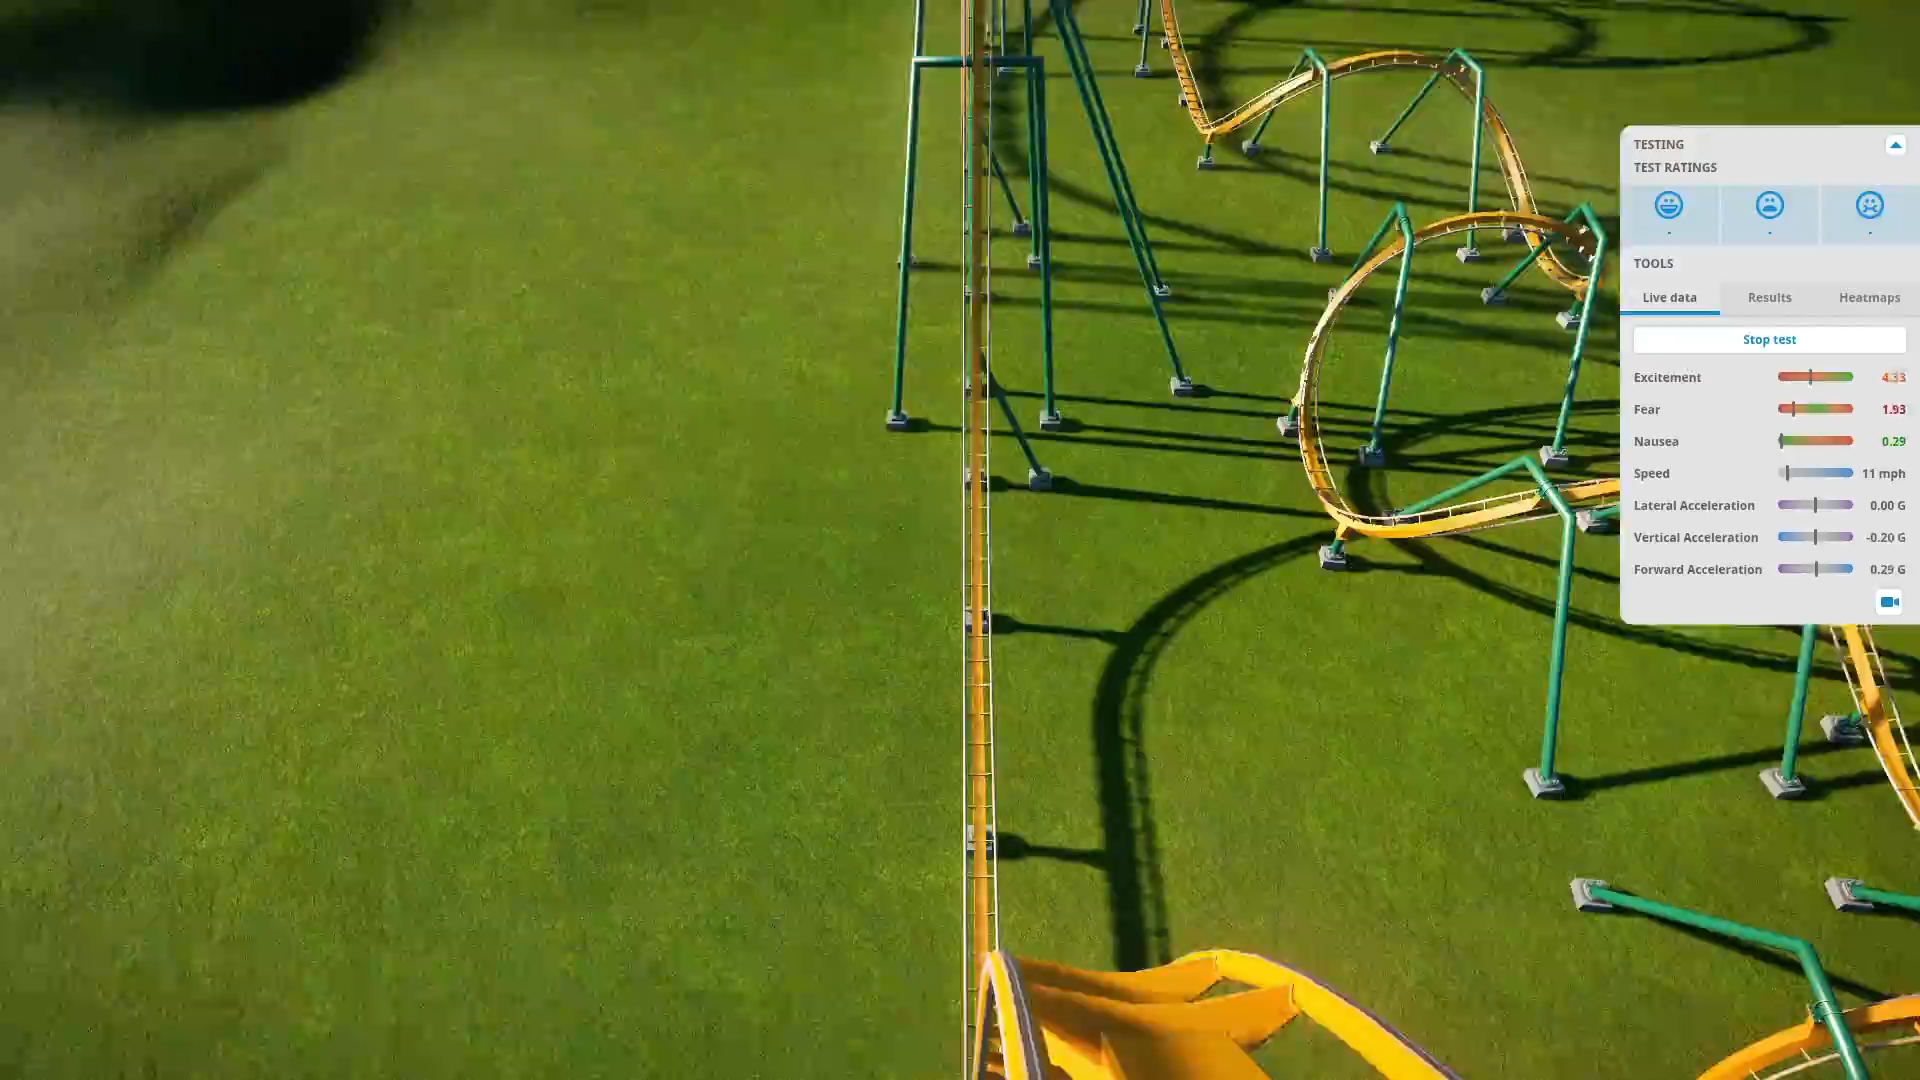 TESTING
TEST RATINGS
- - -
TOOLS
Live data Results Heatmaps
Stop test
Excitement 4.33
Fear 1.93
Nausea 0.29
Speed 11 mph
Lateral Acceleration 0.00 G
Vertical Acceleration -0.20 G
Forward Acceleration 0.29 G